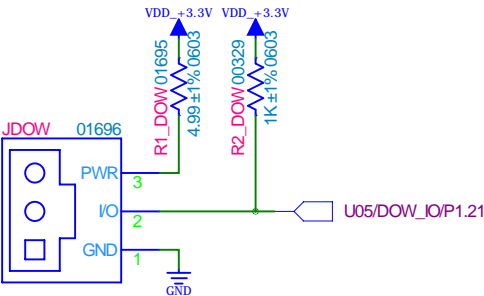 VDD_+3.3V
VDD_+3.3V
R1_DOW 01695
4.99 ±1% 0603
R2_DOW 00329
1K ±1% 0603
JDOW 01696
PWR 3
I/O 2
U05/DOW_IO/P1.21
GND 1
GND